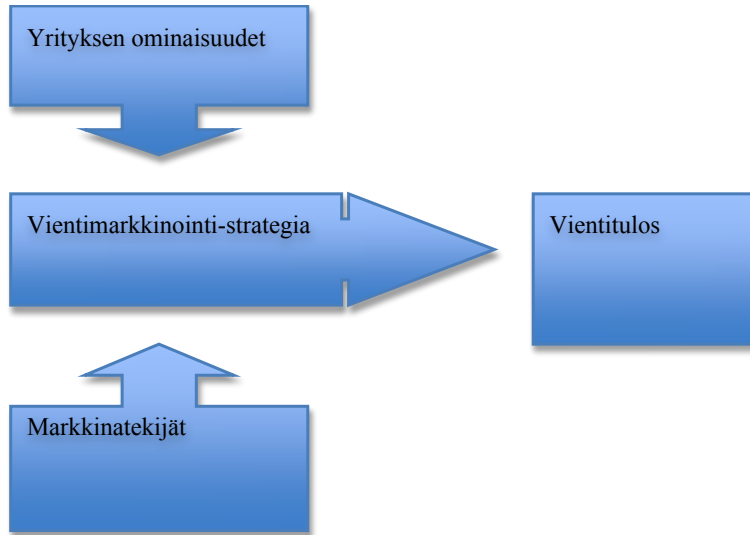 Yrityksen ominaisuudet
Vientimarkkinointi-strategia
Vientitulos
Markkinatekijät